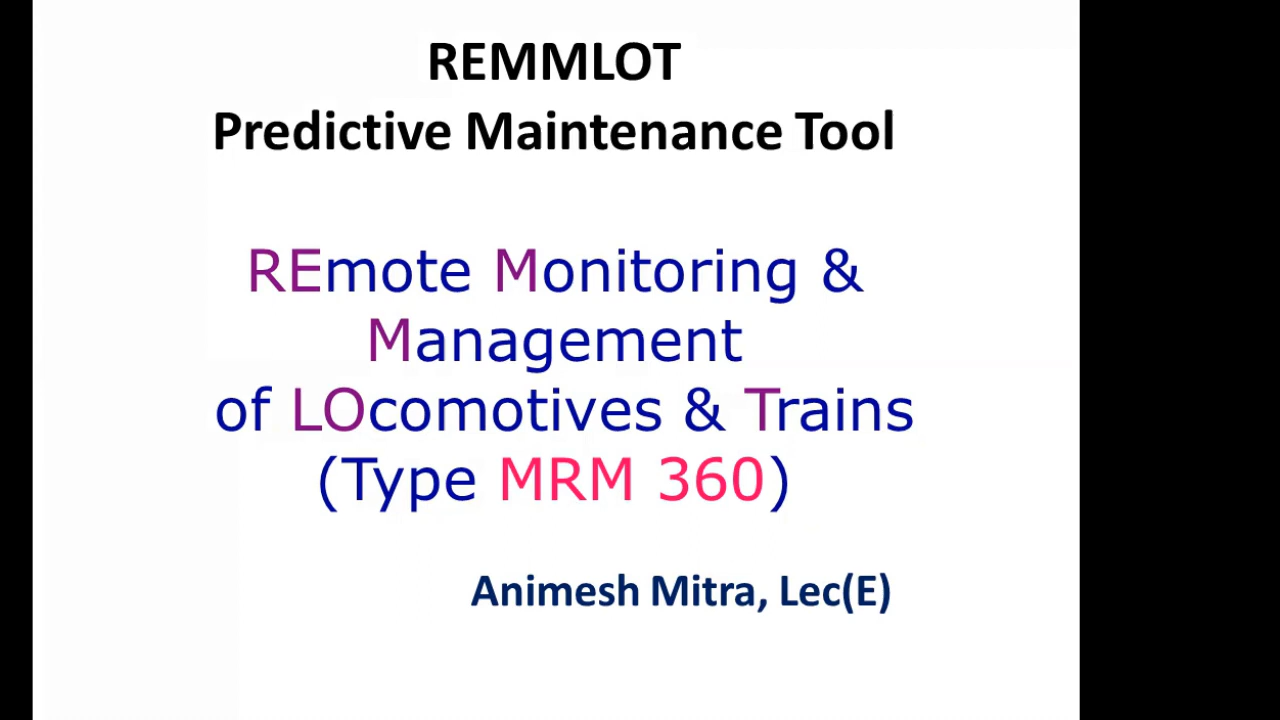 REMMLOT
Predictive Maintenance Tool
REmote Monitoring &
Management
of LOcomotives & Trains
(Type MRM 360)
Animesh Mitra, Lec(E)